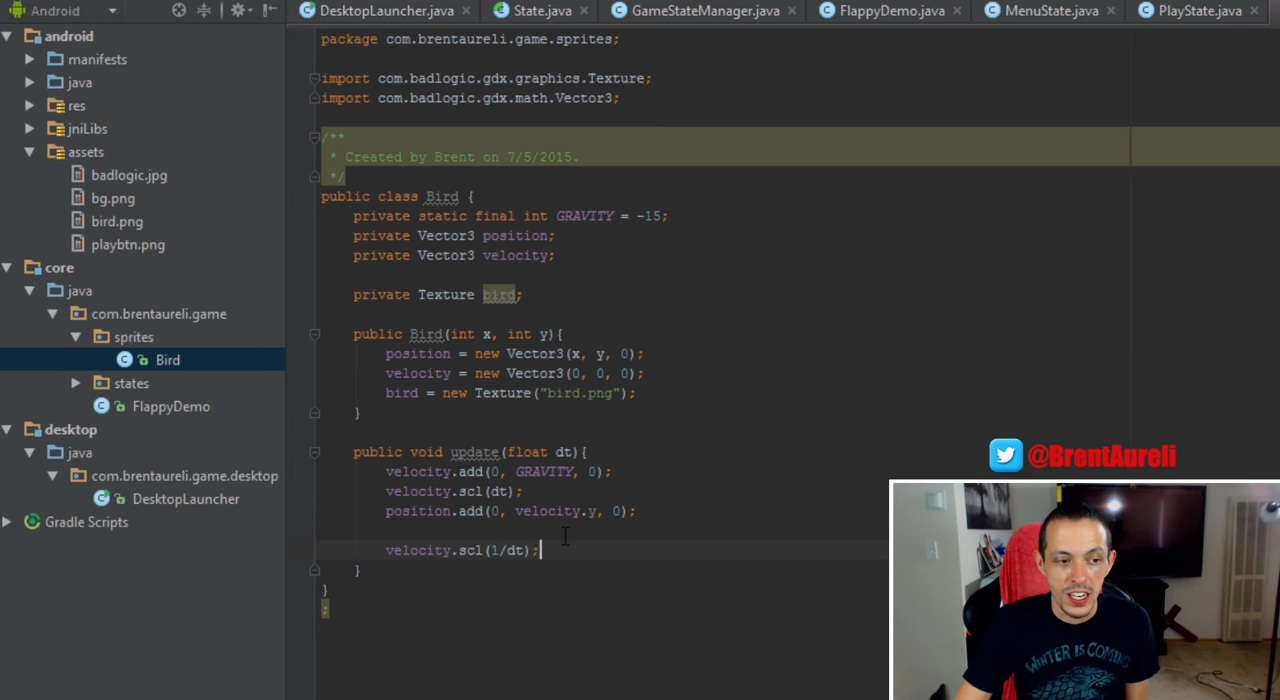 Android
DesktopLauncher.java
State.java
GameStateManager.java
FlappyDemo.java
MenuState.java
PlayState.java
android
manifests
java
res
jniLibs
assets
badlogic.jpg
bg.png
bird.png
playbtn.png
core
java
com.brentaureli.game
sprites
Bird
states
FlappyDemo
desktop
java
com.brentaureli.game.desktop
DesktopLauncher
Gradle Scripts
package com.brentaureli.game.sprites;
import com.badlogic.gdx.graphics.Texture;
import com.badlogic.gdx.math.Vector3;
/**
* Created by Brent on 7/5/2015.
*/
public class Bird {
private static final int GRAVITY = -15;
private Vector3 position;
private Vector3 velocity;
private Texture bird;
public Bird(int x, int y){
position = new Vector3(x, y, 0);
velocity = new Vector3(0, 0, 0);
bird = new Texture("bird.png");
}
public void update(float dt){
velocity.add(0, GRAVITY, 0);
velocity.scl(dt);
position.add(0, velocity.y, 0);
velocity.scl(1/dt);
}
}
;
@BrentAureli
WINTER IS COMING